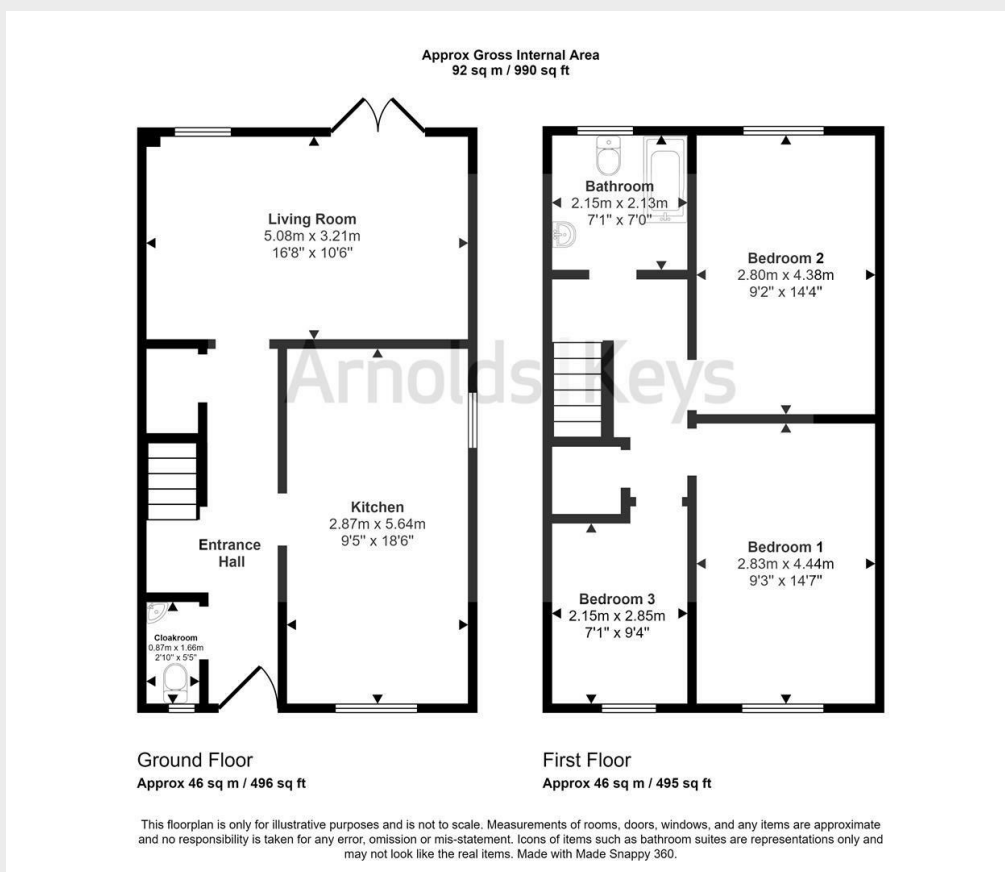 Approx Gross Internal Area
92 sq m / 990 sq ft
Living Room
5.08m x 3.21m
16'8" x 10'6"
Kitchen
2.87m x 5.64m
9'5" x 18'6"
Entrance
Hall
Cloakroom
0.87m x 1.66m
2'10" x 5'5"
Bathroom
2.15m x 2.13m
7'1" x 7'0"
Bedroom 2
2.80m x 4.38m
9'2" x 14'4"
Bedroom 1
2.83m x 4.44m
9'3" x 14'7"
Bedroom 3
2.15m x 2.85m
7'1" x 9'4"
Arnolds|Keys
Ground Floor
Approx 46 sq m / 496 sq ft
First Floor
Approx 46 sq m / 495 sq ft
This floorplan is only for illustrative purposes and is not to scale. Measurements of rooms, doors, windows, and any items are approximate
and no responsibility is taken for any error, omission or mis-statement. Icons of items such as bathroom suites are representations only and
may not look like the real items. Made with Made Snappy 360.